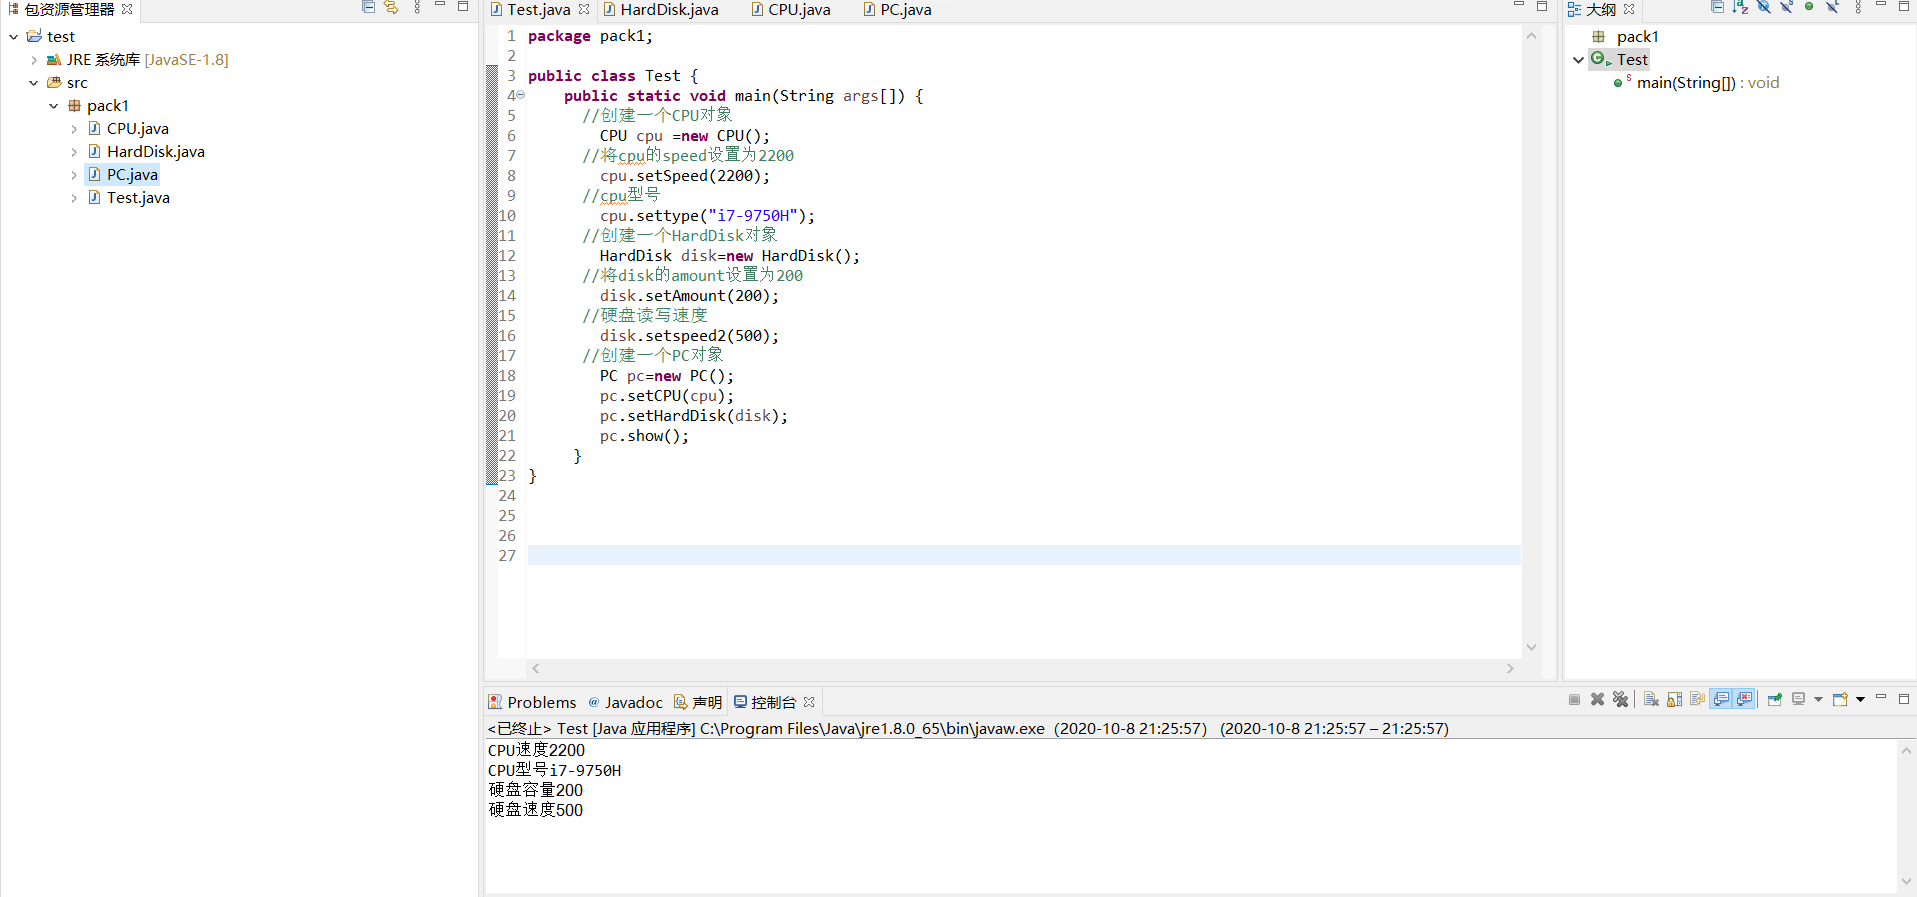 包资源管理器
test
JRE 系统库 [JavaSE-1.8]
src
pack1
CPU.java
HardDisk.java
PC.java
Test.java
Test.java HardDisk.java CPU.java PC.java
1 package pack1;
2
3 public class Test {
4 public static void main(String args[]) {
5 //创建一个CPU对象
6 CPU cpu =new CPU();
7 //将cpu的speed设置为2200
8 cpu.setSpeed(2200);
9 //cpu型号
10 cpu.settype("i7-9750H");
11 //创建一个HardDisk对象
12 HardDisk disk=new HardDisk();
13 //将disk的amount设置为200
14 disk.setAmount(200);
15 //硬盘读写速度
16 disk.setspeed2(500);
17 //创建一个PC对象
18 PC pc=new PC();
19 pc.setCPU(cpu);
20 pc.setHardDisk(disk);
21 pc.show();
22 }
23 }
24
25
26
27
大纲
pack1
Test
main(String[]) : void
Problems @ Javadoc 声明 控制台
<已终止> Test [Java 应用程序] C:\Program Files\Java\jre1.8.0_65\bin\javaw.exe (2020-10-8 21:25:57) (2020-10-8 21:25:57 – 21:25:57)
CPU速度2200
CPU型号i7-9750H
硬盘容量200
硬盘速度500